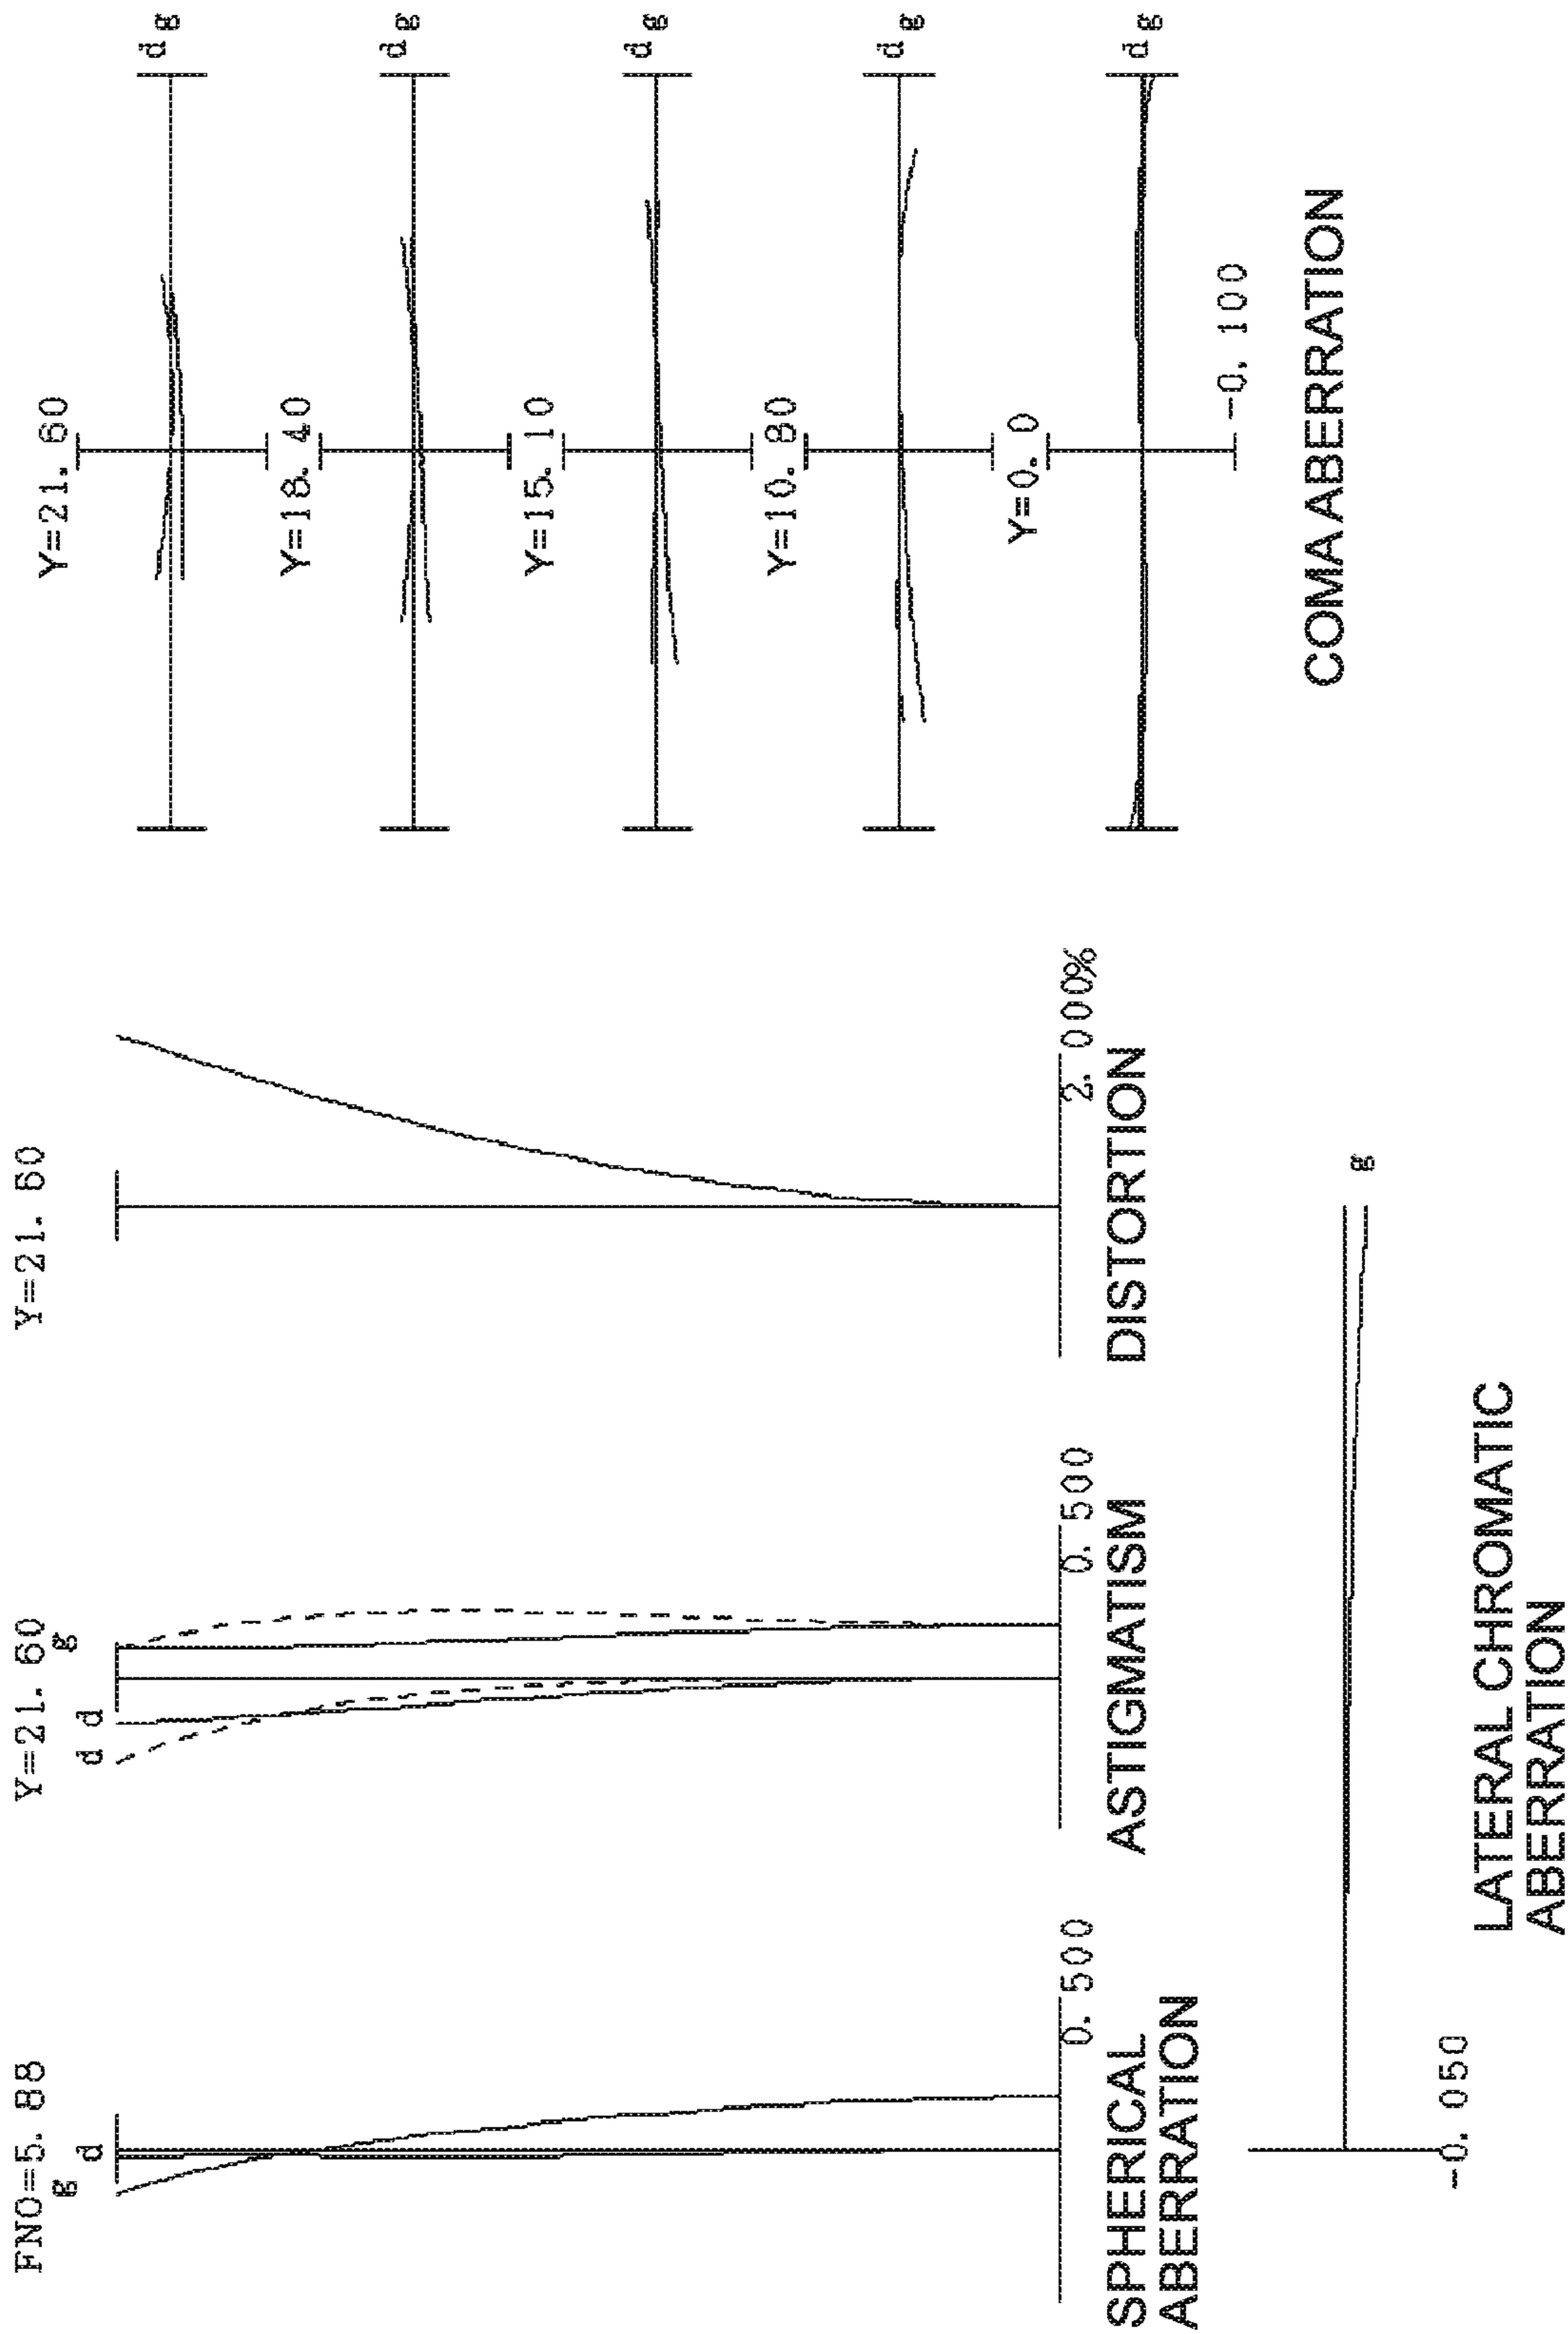 FNO=5.88
g d
0.500
SPHERICAL
ABERRATION
Y=21.60
d d g
0.500
ASTIGMATISM
Y=21.60
2.000%
DISTORTION
Y=21.60
d
g
Y=18.40
d
g
Y=15.10
d
g
Y=10.80
d
g
Y=0.0
d
g
-0.100
COMA ABERRATION
g
-0.050
LATERAL CHROMATIC
ABERRATION